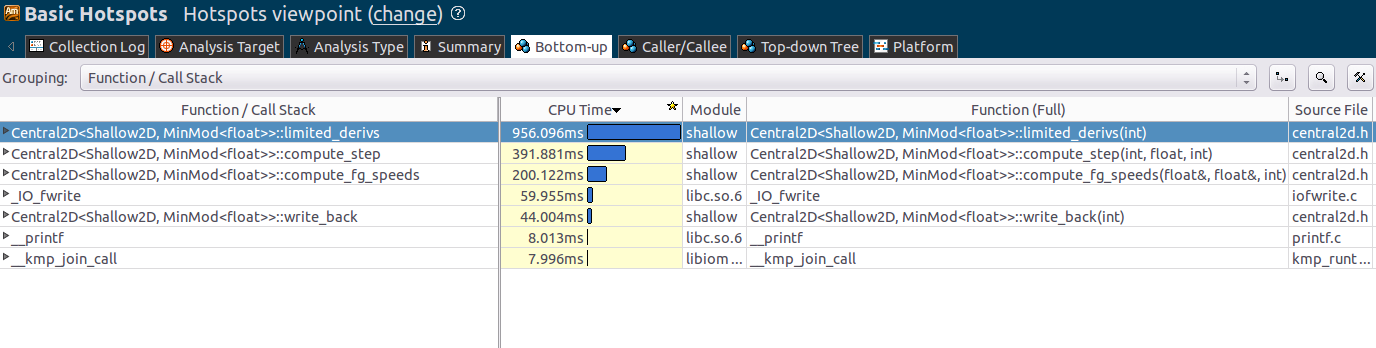 Basic Hotspots Hotspots viewpoint (change) ?
Collection Log Analysis Target Analysis Type Summary Bottom-up Caller/Callee Top-down Tree Platform
Grouping: Function / Call Stack
Function / Call Stack CPU Time Module Function (Full) Source File
Central2D<Shallow2D, MinMod<float>>::limited_derivs 956.096ms shallow Central2D<Shallow2D, MinMod<float>>::limited_derivs(int) central2d.h
Central2D<Shallow2D, MinMod<float>>::compute_step 391.881ms shallow Central2D<Shallow2D, MinMod<float>>::compute_step(int, float, int) central2d.h
Central2D<Shallow2D, MinMod<float>>::compute_fg_speeds 200.122ms shallow Central2D<Shallow2D, MinMod<float>>::compute_fg_speeds(float&, float&, int) central2d.h
_IO_fwrite 59.955ms libc.so.6 _IO_fwrite iofwrite.c
Central2D<Shallow2D, MinMod<float>>::write_back 44.004ms shallow Central2D<Shallow2D, MinMod<float>>::write_back(int) central2d.h
__printf 8.013ms libc.so.6 __printf printf.c
__kmp_join_call 7.996ms libiom ... __kmp_join_call kmp_runt ...